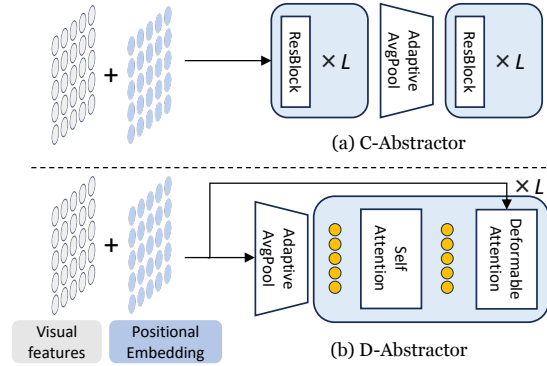 +
ResBlock
× L
Adaptive
AvgPool
ResBlock
× L
(a) C-Abstractor
× L
+
Adaptive
AvgPool
Self
Attention
Deformable
Attention
Visual
features
Positional
Embedding
(b) D-Abstractor